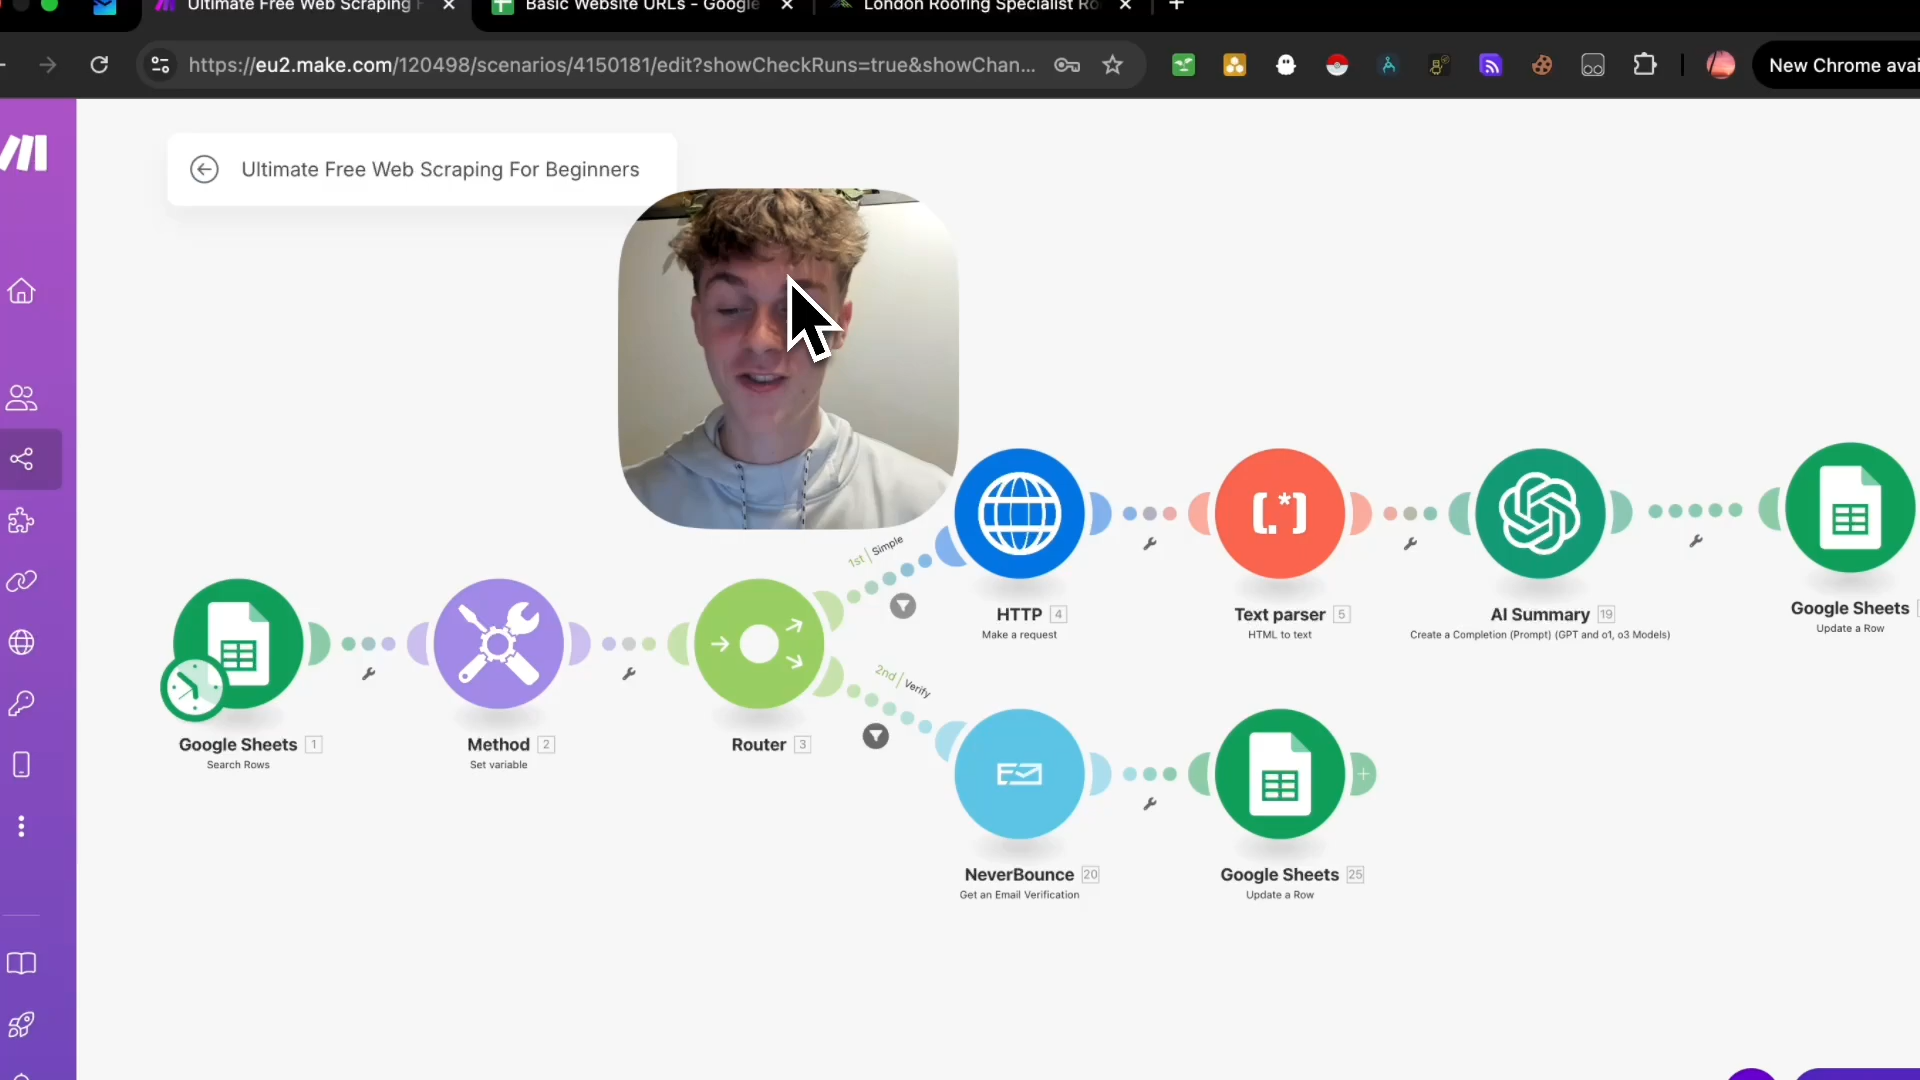 Ultimate Free Web Scraping F
Basic Website URLs - Google
London Roofing Specialist Ro
https://eu2.make.com/120498/scenarios/4150181/edit?showCheckRuns=true&showChan...
New Chrome avai
Ultimate Free Web Scraping For Beginners
1st | Simple
[.*]
HTTP 4
Make a request
Text parser 5
HTML to text
AI Summary 19
Create a Completion (Prompt) (GPT and o1, o3 Models)
Google Sheets
Update a Row
2nd | Verify
Google Sheets 1
Search Rows
Method 2
Set variable
Router 3
NeverBounce 20
Get an Email Verification
Google Sheets 25
Update a Row